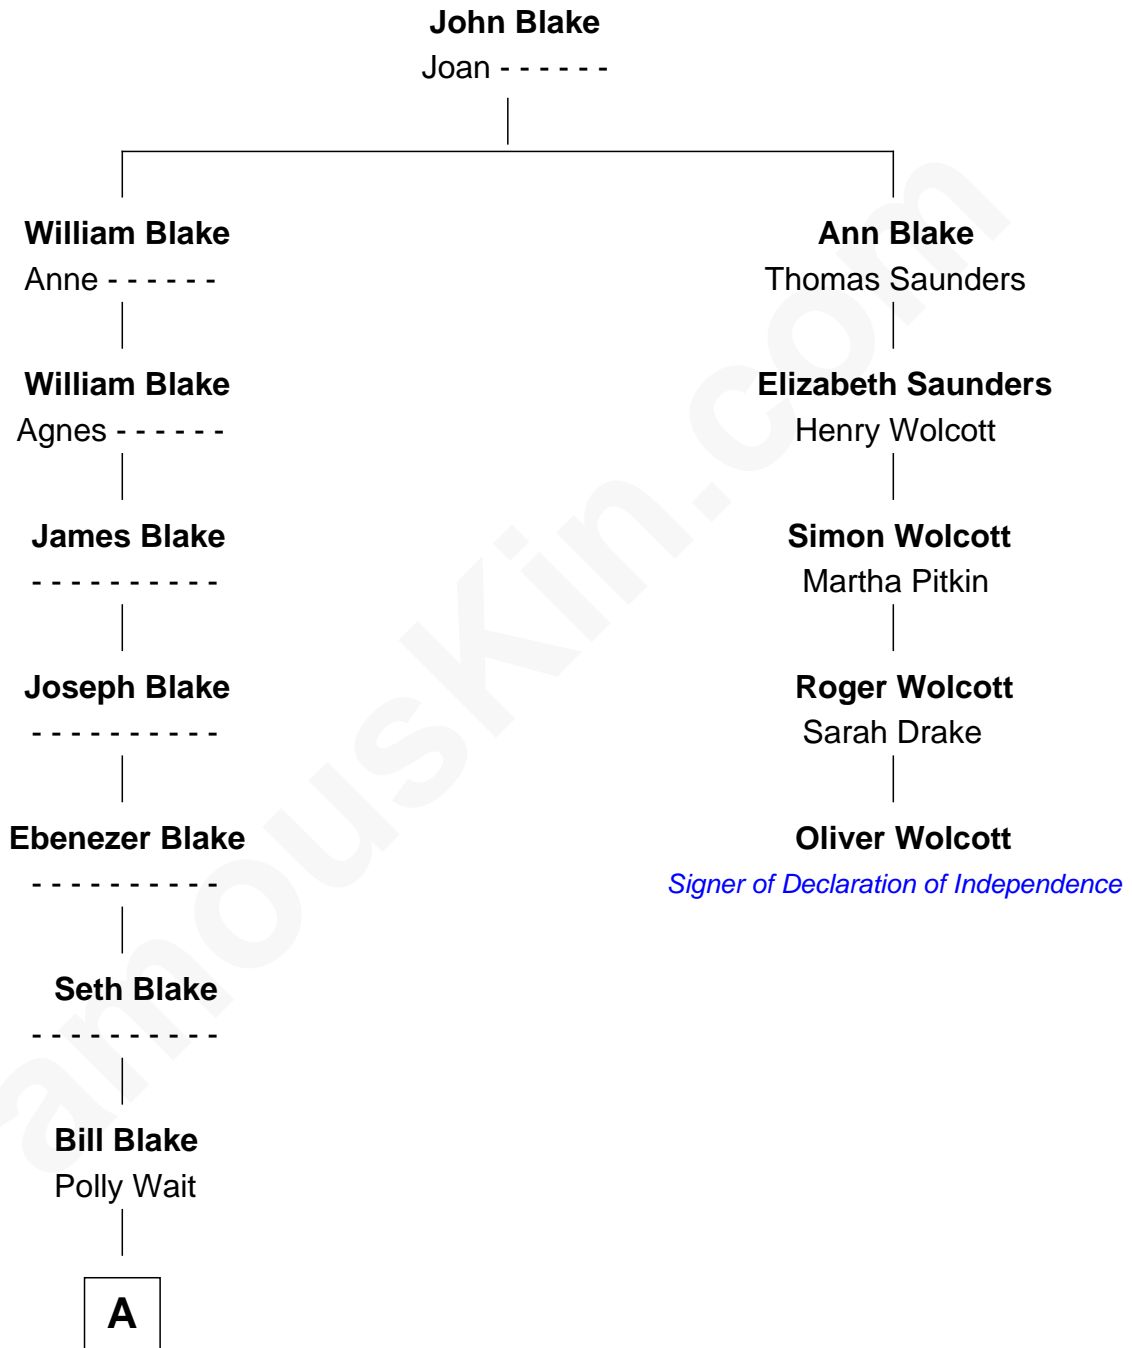 John Blake
Joan - - - - - -
William Blake
Anne - - - - - -
Ann Blake
Thomas Saunders
William Blake
Agnes - - - - - -
Elizabeth Saunders
Henry Wolcott
James Blake
- - - - - - - - - -
Simon Wolcott
Martha Pitkin
Joseph Blake
- - - - - - - - - -
Roger Wolcott
Sarah Drake
Ebenezer Blake
- - - - - - - - - -
Oliver Wolcott
Signer of Declaration of Independence
Seth Blake
- - - - - - - - - -
Bill Blake
Polly Wait
A
amousKin.com